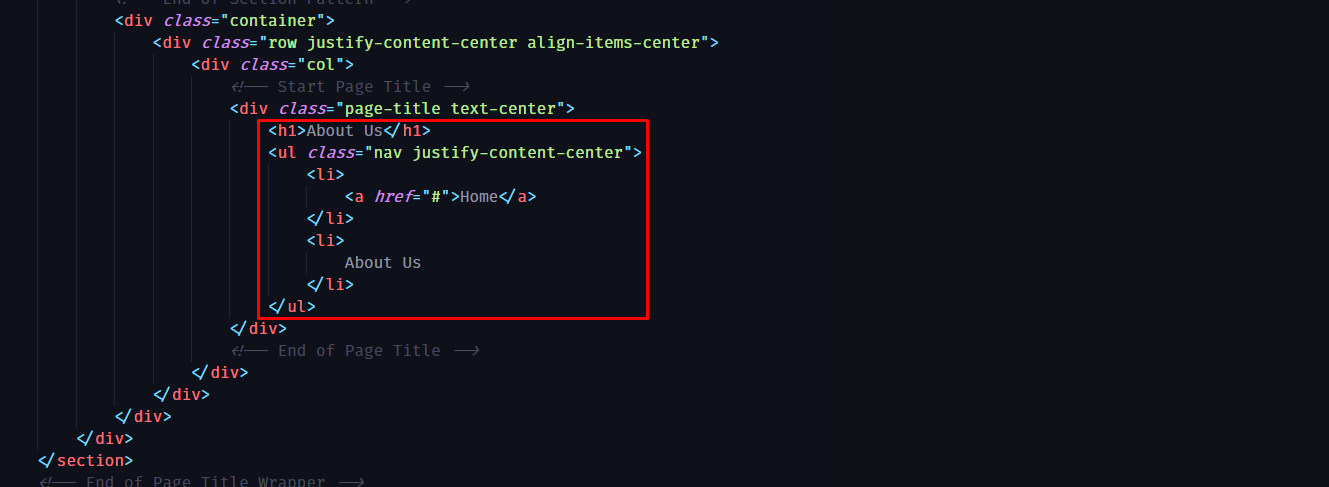 End of Section Pattern
<div class="container">
<div class="row justify-content-center align-items-center">
<div class="col">
<!-- Start Page Title -->
<div class="page-title text-center">
<h1>About Us</h1>
<ul class="nav justify-content-center">
<li>
<a href="#">Home</a>
</li>
<li>
About Us
</li>
</ul>
</div>
<!-- End of Page Title -->
</div>
</div>
</div>
</div>
</section>
<!-- End of Page Title Wrapper -->